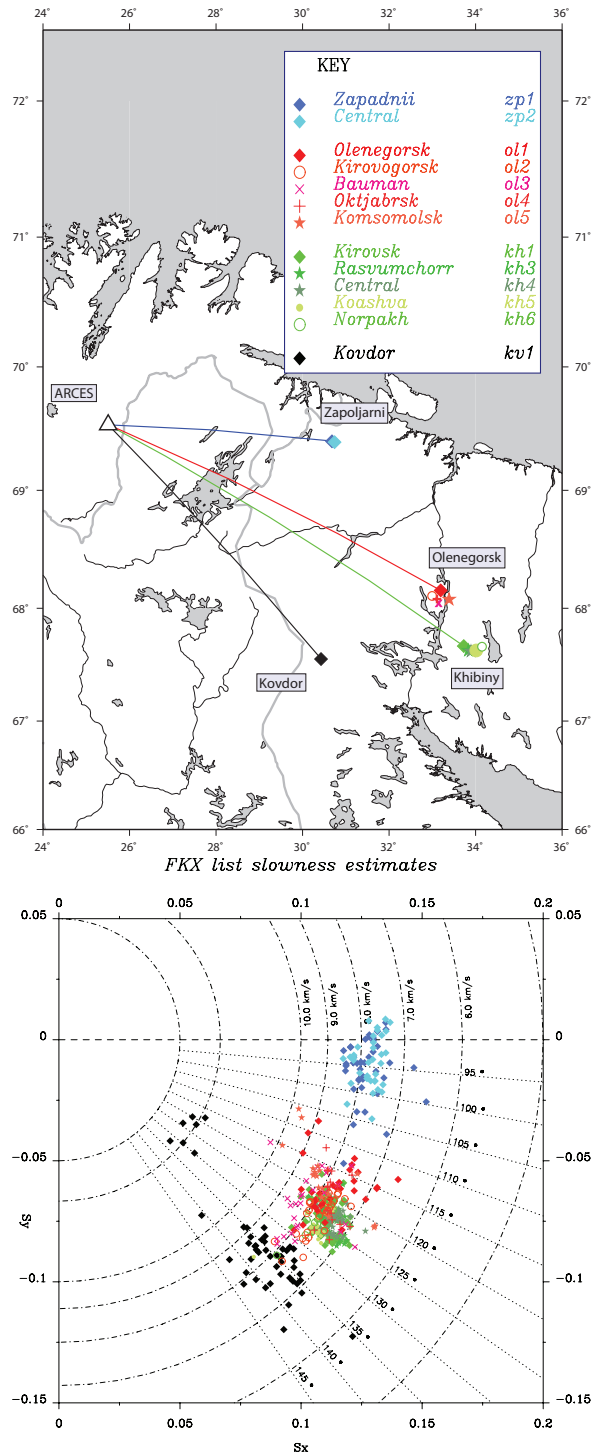 24° 26° 28° 30° 32° 34° 36°
KEY
Zapadnii zp1
Central zp2
Olenegorsk ol1
Kirovogorsk ol2
Bauman ol3
Oktjabrsk ol4
Komsomolsk ol5
Kirovsk kh1
Rasvumchorr kh3
Central kh4
Koashva kh5
Norpakh kh6
Kovdor kv1
72° 72°
71° 71°
70° 70°
ARCES
Zapoljarni
69° 69°
Olenegorsk
68° 68°
Kovdor
Khibiny
67° 67°
66° 66°
24° 26° 28° 30° 32° 34° 36°
FKX list slowness estimates
0 0.05 0.1 0.15 0.2
0.05 0.05
10.0 km/s
9.0 km/s
8.0 km/s
7.0 km/s
6.0 km/s
0 0
95
100
105
−0.05 −0.05
110
115
Sy
120
125
−0.1 −0.1
130
135
140
145
−0.15 −0.15
0 0.05 0.1 0.15 0.2
Sx